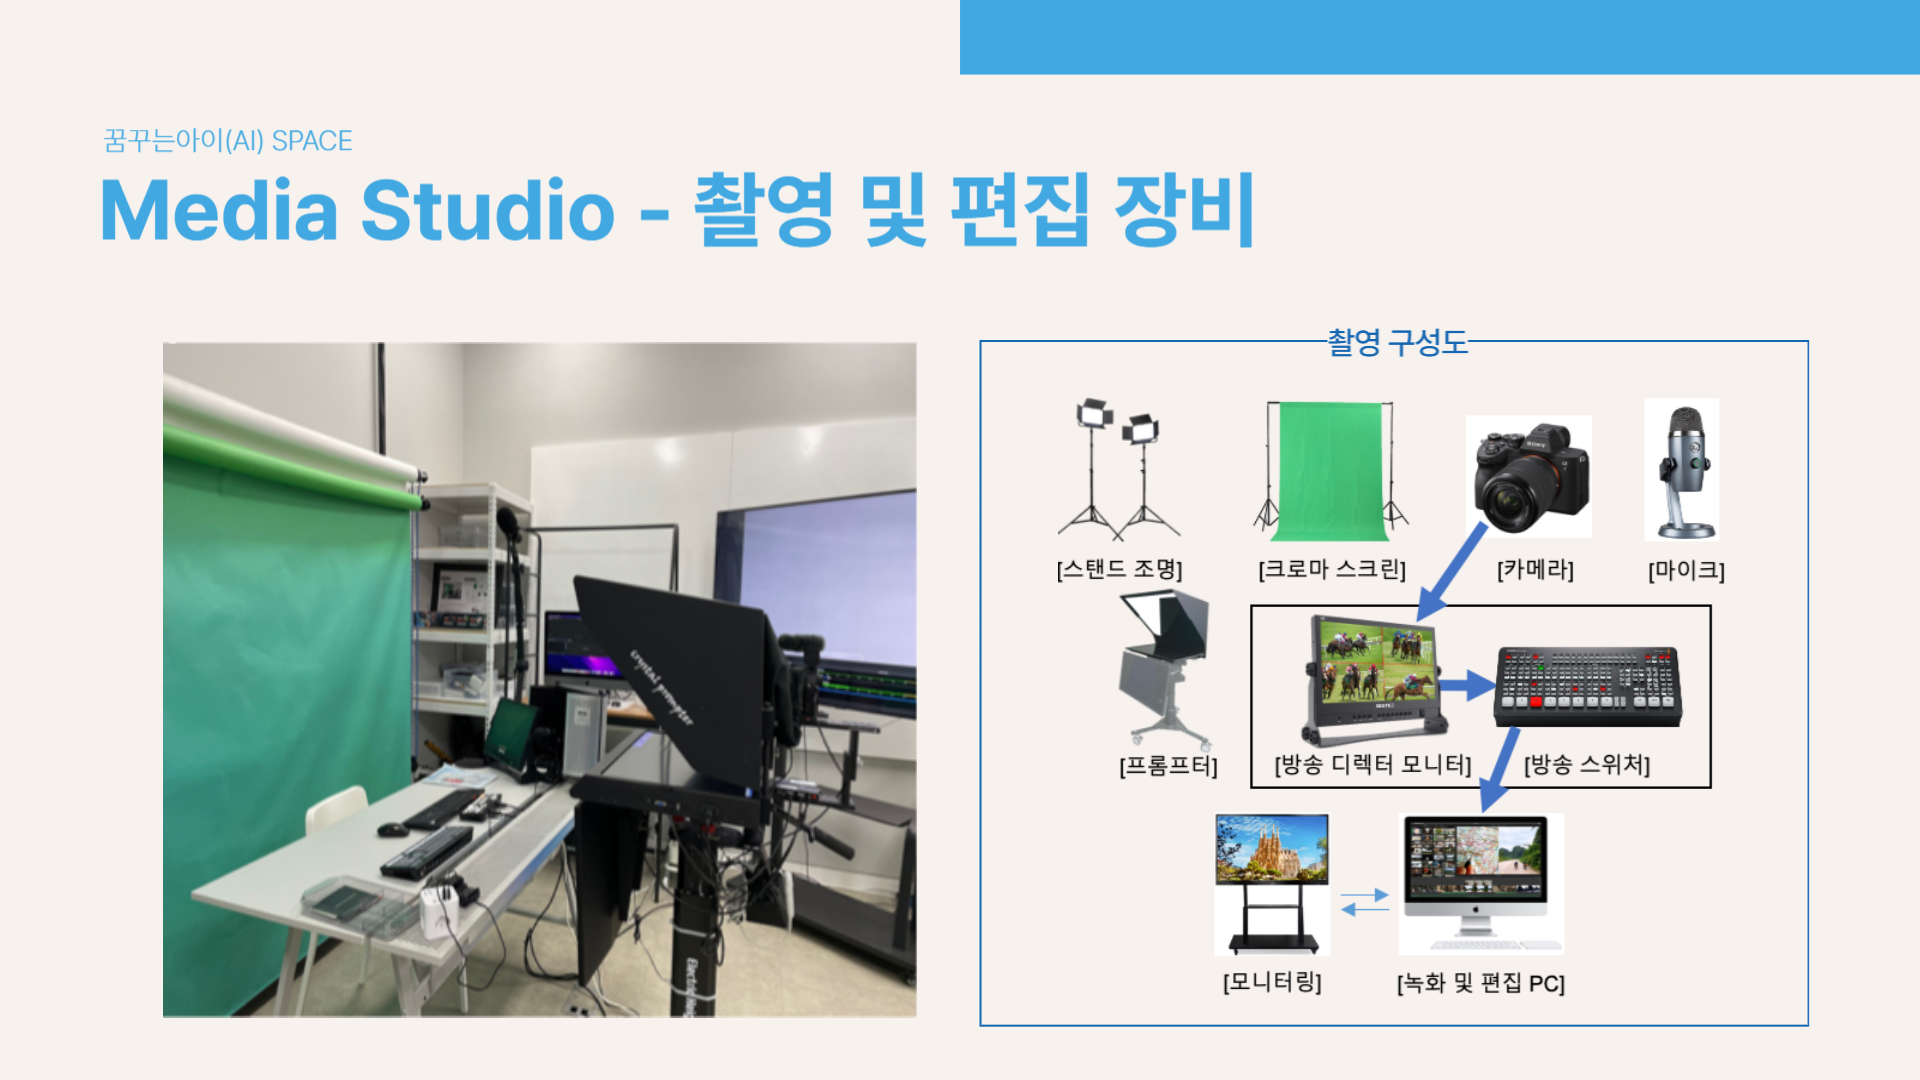 꿈꾸는아이(AI) SPACE
Media Studio - 촬영 및 편집 장비
crystal prompter
촬영 구성도
SONY
[스탠드 조명]
[크로마 스크린]
[카메라]
[마이크]
[프롬프터]
[방송 디렉터 모니터]
[방송 스위처]
[모니터링]
[녹화 및 편집 PC]